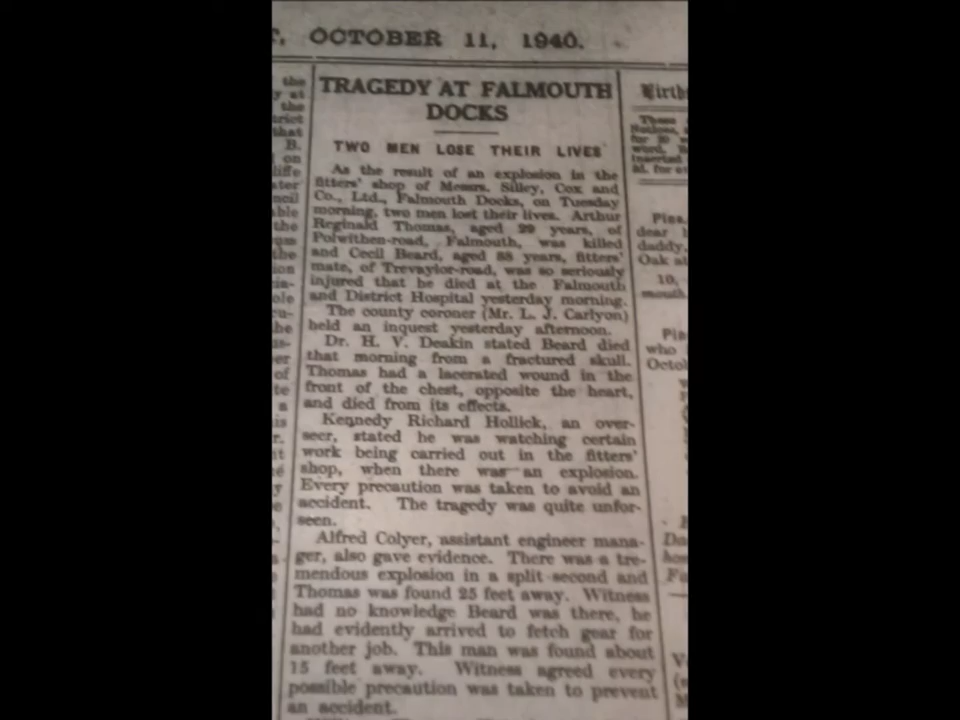 T, OCTOBER 11, 1940.
TRAGEDY AT FALMOUTH
DOCKS
TWO MEN LOSE THEIR LIVES
As the result of an explosion in the
fitters' shop of Messrs. Silley, Cox and
Co., Ltd., Falmouth Docks, on Tuesday
morning, two men lost their lives. Arthur
Reginald Thomas, aged 29 years, of
Polwithen-road, Falmouth, was killed
and Cecil Beard, aged 38 years, fitters'
mate, of Trevaylor-road, was so seriously
injured that he died at the Falmouth
and District Hospital yesterday morning.
The county coroner (Mr. L. J. Carlyon)
held an inquest yesterday afternoon.
Dr. H. V. Deakin stated Beard died
that morning from a fractured skull.
Thomas had a lacerated wound in the
front of the chest, opposite the heart,
and died from its effects.
Kennedy Richard Hollick, an over-
seer, stated he was watching certain
work being carried out in the fitters'
shop, when there was an explosion.
Every precaution was taken to avoid an
accident. The tragedy was quite unfor-
seen.
Alfred Colyer, assistant engineer mana-
ger, also gave evidence. There was a tre-
mendous explosion in a split second and
Thomas was found 25 feet away. Witness
had no knowledge Beard was there, he
had evidently arrived to fetch gear for
another job. This man was found about
15 feet away. Witness agreed every
possible precaution was taken to prevent
an accident.